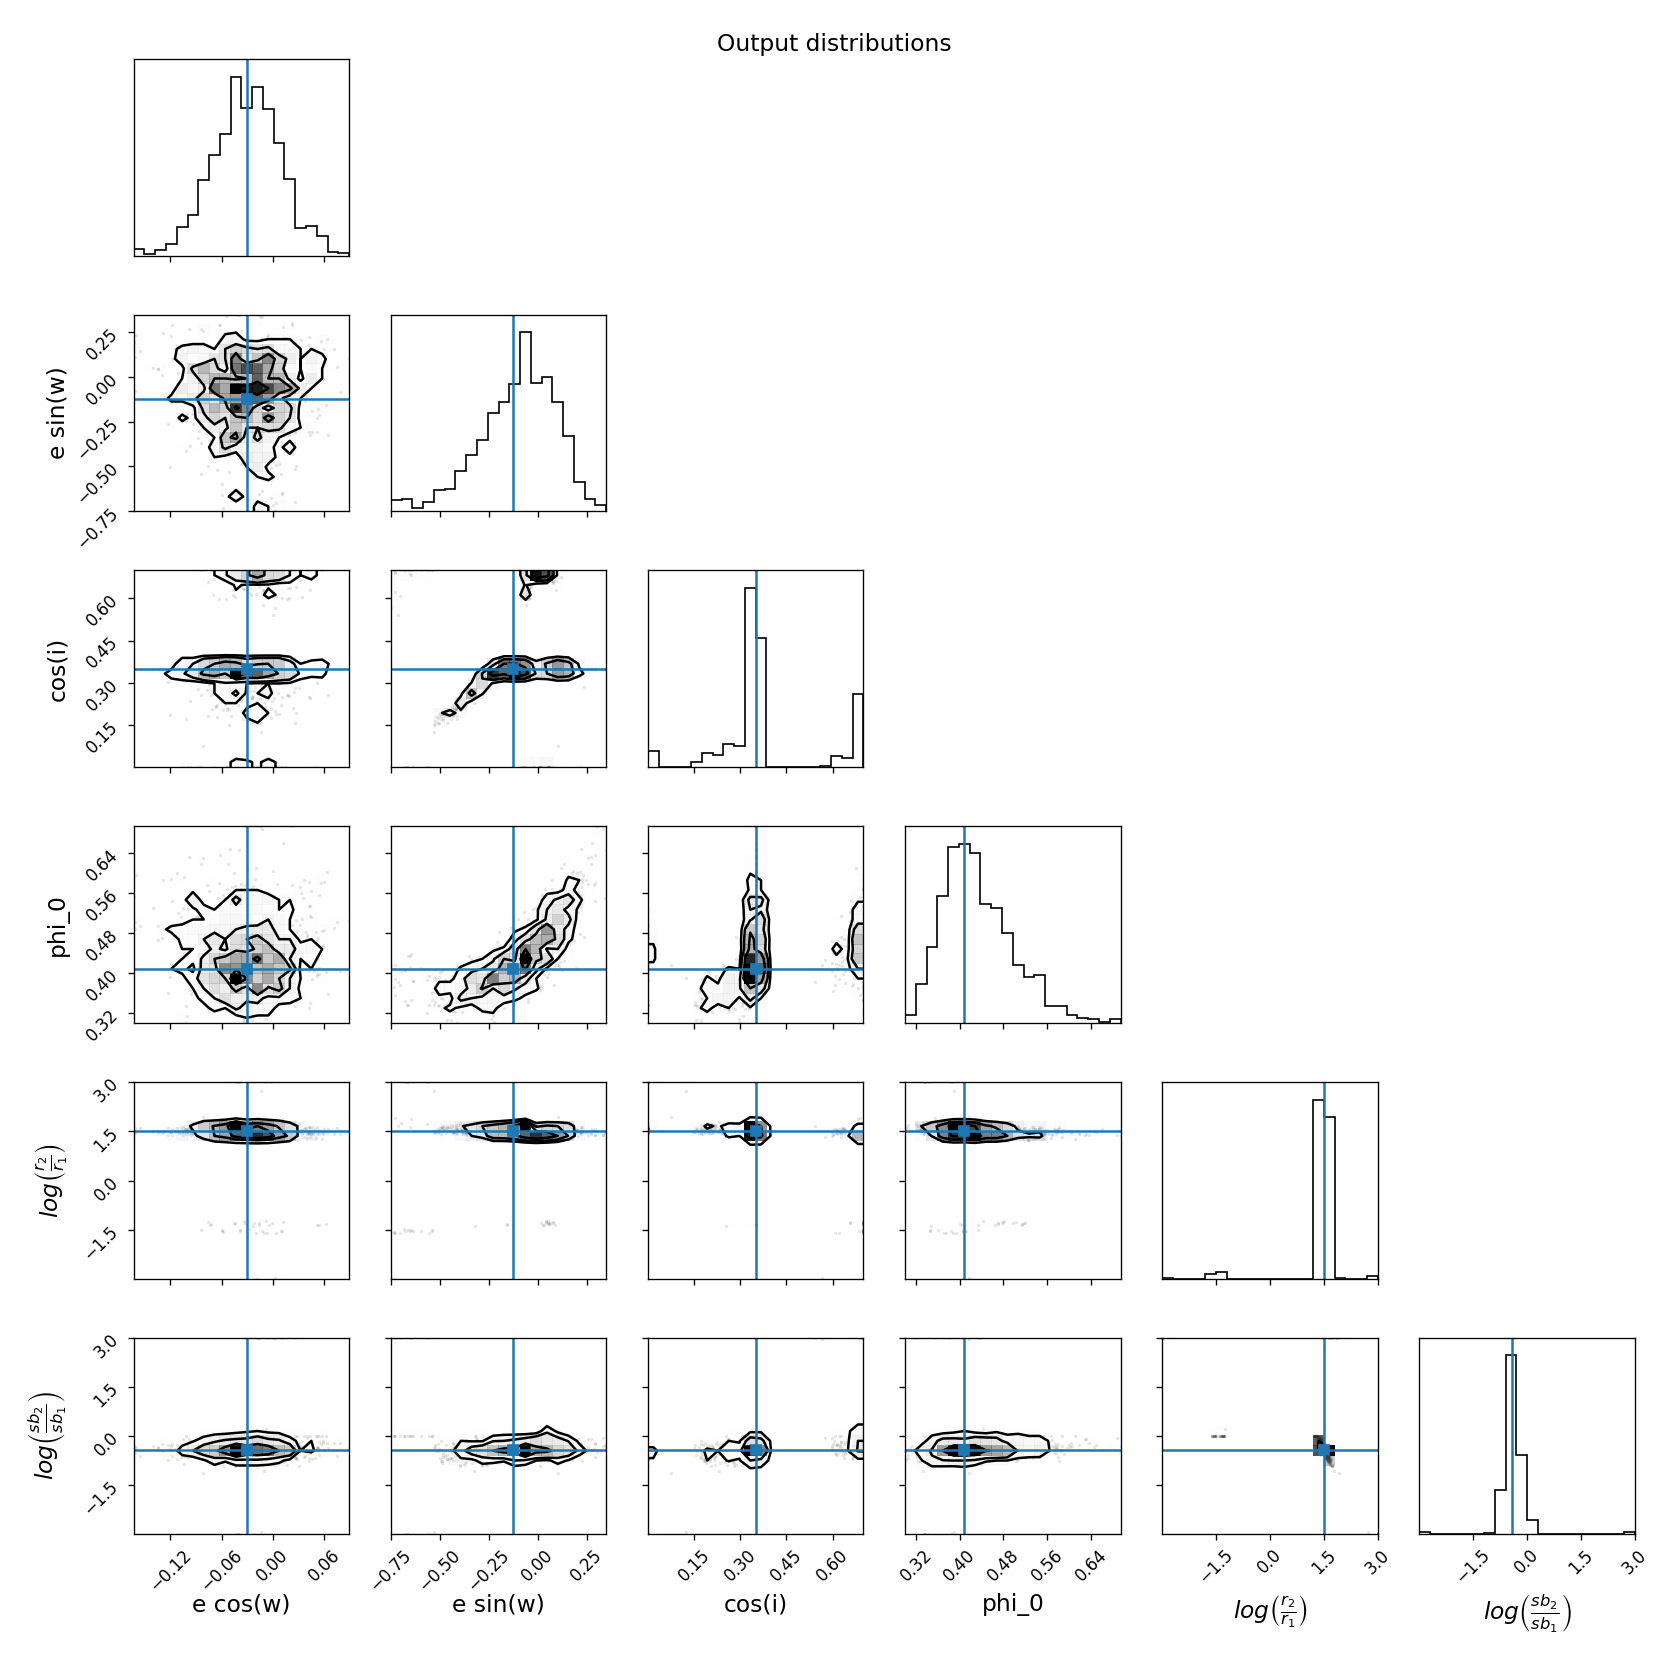 Output distributions
e sin(w)
0.25
0.00
−0.25
−0.50
−0.75
cos(i)
0.60
0.45
0.30
0.15
phi_0
0.64
0.56
0.48
0.40
0.32
log(r2/r1)
3.0
1.5
0.0
−1.5
log(sb2/sb1)
3.0
1.5
0.0
−1.5
−0.12 −0.06 0.00 0.06
−0.75 −0.50 −0.25 0.00 0.25
0.15 0.30 0.45 0.60
0.32 0.40 0.48 0.56 0.64
−1.5 0.0 1.5 3.0
−1.5 0.0 1.5 3.0
e cos(w) e sin(w) cos(i) phi_0 log(r2/r1) log(sb2/sb1)